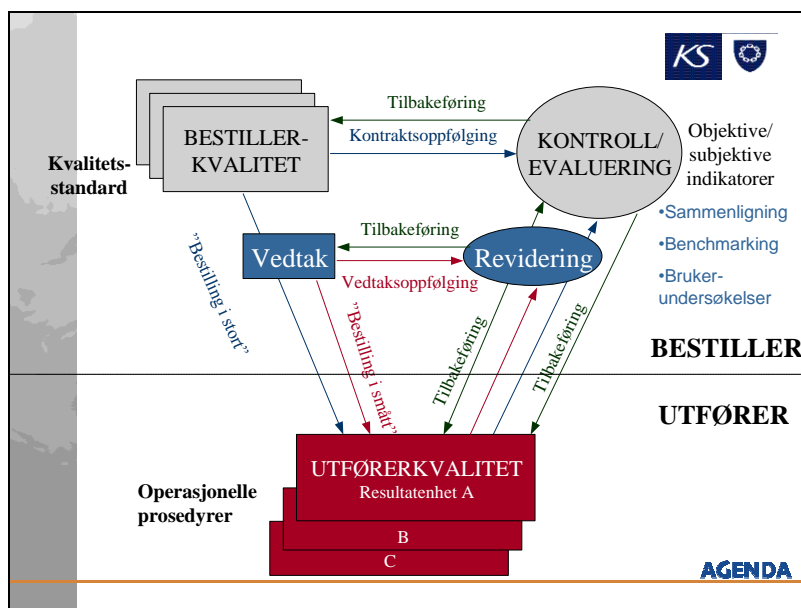 KS
Tilbakeføring
BESTILLER-
KVALITET
Kontraktsoppfølging
KONTROLL/
EVALUERING
Objektive/
subjektive
indikatorer
Kvalitets-
standard
•Sammenligning
•Benchmarking
•Bruker-
undersøkelser
Tilbakeføring
Vedtak
Revidering
Vedtaksoppfølging
”Bestilling i stort”
”Bestilling i smått”
Tilbakeføring
Tilbakeføring
BESTILLER
UTFØRER
UTFØRERKVALITET
Resultatenhet A
Operasjonelle
prosedyrer
B
C
AGENDA